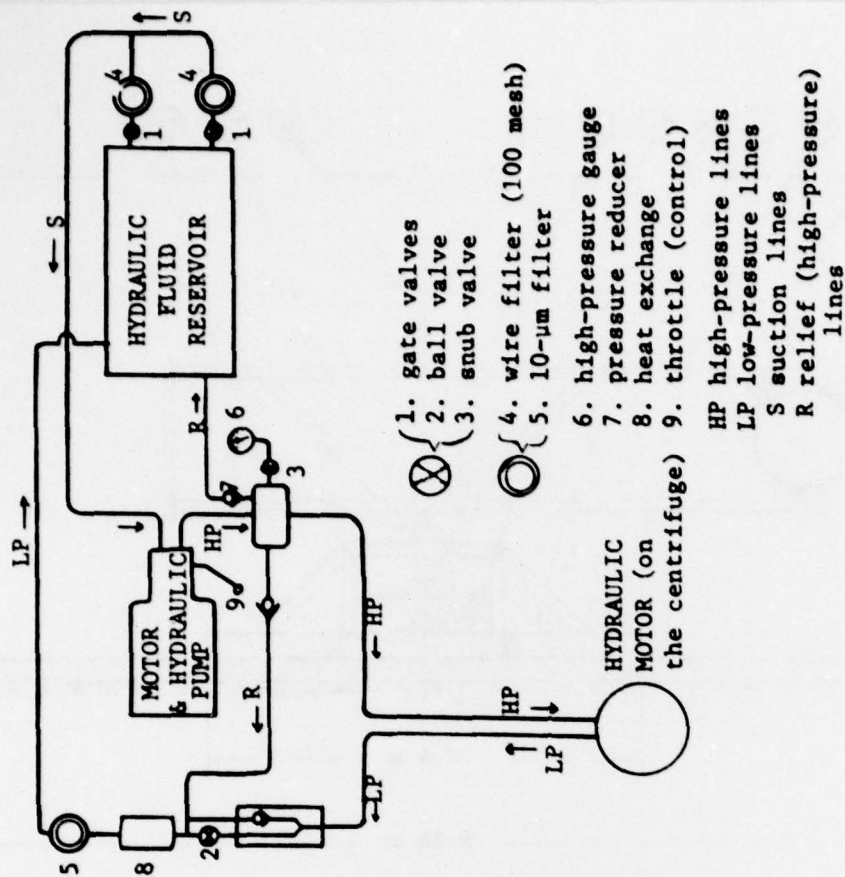 S
4
4
1
1
S
HYDRAULIC
FLUID
RESERVOIR
LP
R
6
3
7
HP
MOTOR
& HYDRAULIC
PUMP
9
R
HP
5
8
2
LP
HP
LP
HYDRAULIC
MOTOR (on
the centrifuge)
1. gate valves
2. ball valve
3. snub valve
4. wire filter (100 mesh)
5. 10-μm filter
6. high-pressure gauge
7. pressure reducer
8. heat exchange
9. throttle (control)
HP high-pressure lines
LP low-pressure lines
S suction lines
R relief (high-pressure)
lines